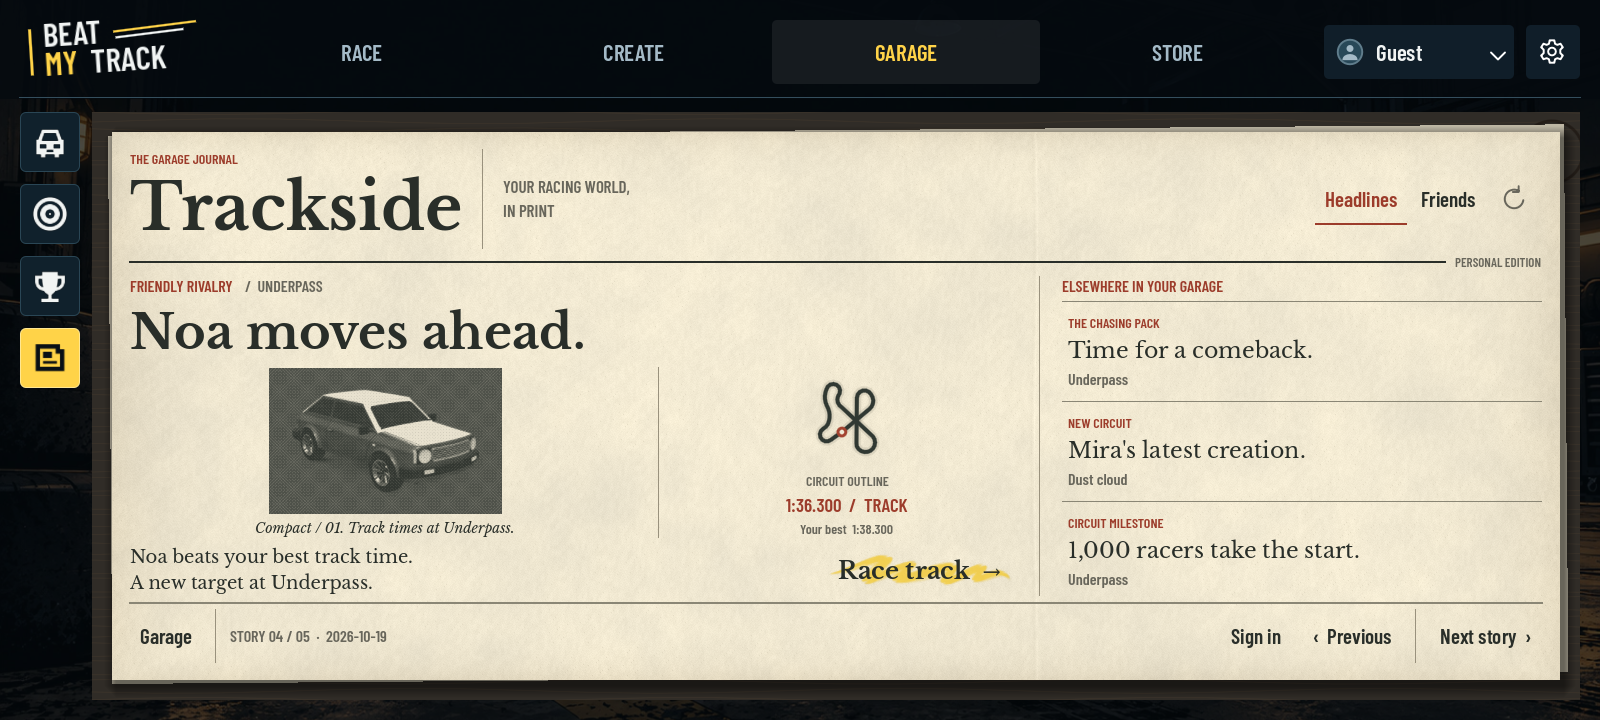 BEAT
MY TRACK
RACE
CREATE
GARAGE
STORE
Guest
THE GARAGE JOURNAL
Trackside
YOUR RACING WORLD,
IN PRINT
Headlines
Friends
PERSONAL EDITION
FRIENDLY RIVALRY / UNDERPASS
Noa moves ahead.
Compact / 01. Track times at Underpass.
Noa beats your best track time.
A new target at Underpass.
CIRCUIT OUTLINE
1:36.300 / TRACK
Your best 1:38.300
Race track →
ELSEWHERE IN YOUR GARAGE
THE CHASING PACK
Time for a comeback.
Underpass
NEW CIRCUIT
Mira's latest creation.
Dust cloud
CIRCUIT MILESTONE
1,000 racers take the start.
Underpass
Garage
STORY 04 / 05 · 2026-10-19
Sign in
‹ Previous
Next story ›